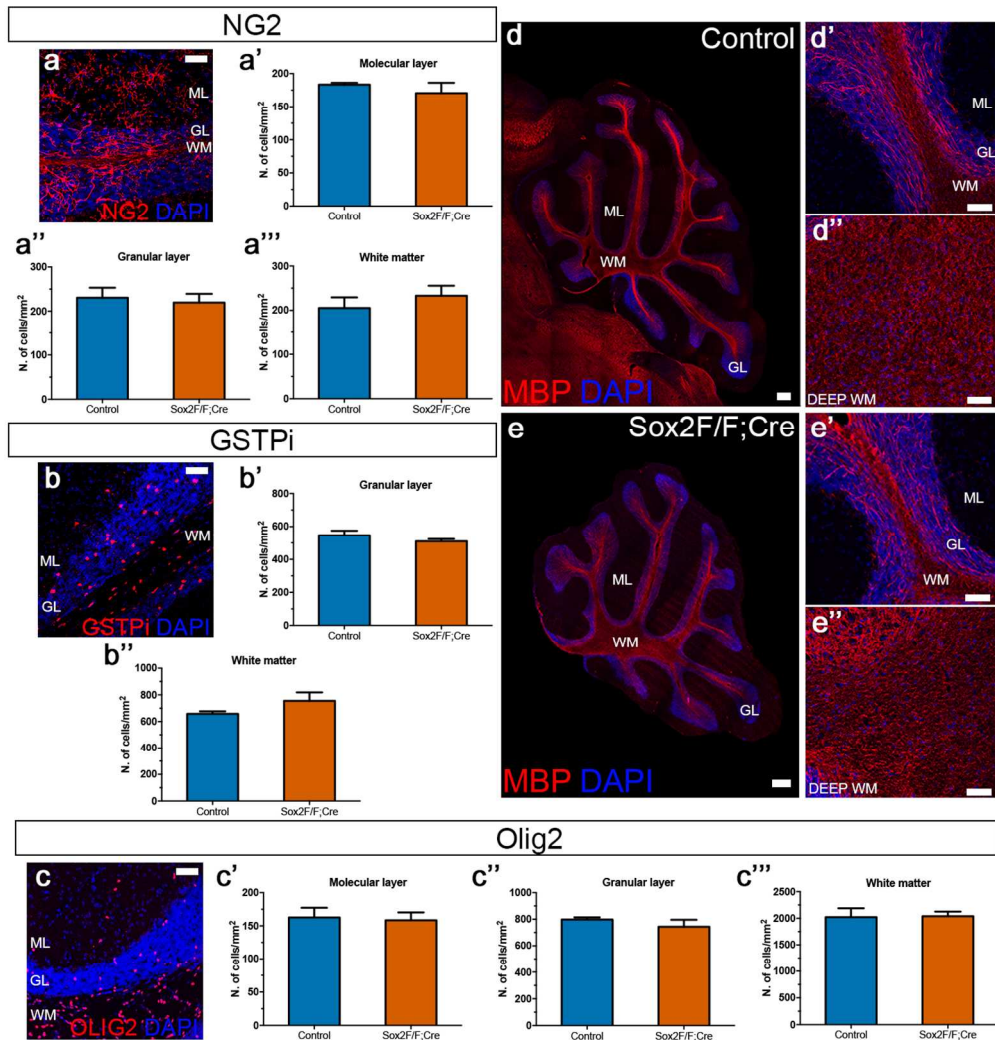 NG2
a
ML
GL
WM
NG2 DAPI
a'
Molecular layer
N. of cells/mm²
200
150
100
50
0
Control
Sox2F/F;Cre
a''
Granular layer
N. of cells/mm²
300
200
100
0
Control
Sox2F/F;Cre
a'''
White matter
N. of cells/mm²
300
200
100
0
Control
Sox2F/F;Cre
GSTPi
b
WM
ML
GL
GSTPi DAPI
b'
Granular layer
N. of cells/mm²
800
600
400
200
0
Control
Sox2F/F;Cre
b''
White matter
N. of cells/mm²
1000
800
600
400
200
0
Control
Sox2F/F;Cre
d
Control
ML
WM
GL
MBP DAPI
d'
ML
GL
WM
d''
DEEP WM
e
Sox2F/F;Cre
ML
WM
GL
MBP DAPI
e'
ML
GL
WM
e''
DEEP WM
Olig2
c
ML
GL
WM
OLIG2 DAPI
c'
Molecular layer
N. of cells/mm²
200
150
100
50
0
Control
Sox2F/F;Cre
c''
Granular layer
N. of cells/mm²
1000
800
600
400
200
0
Control
Sox2F/F;Cre
c'''
White matter
N. of cells/mm²
2500
2000
1500
1000
500
0
Control
Sox2F/F;Cre